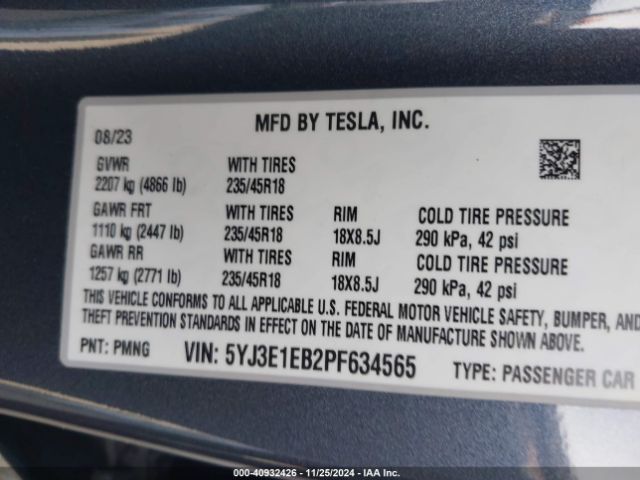 MFD BY TESLA, INC.
08/23
GVWR WITH TIRES
2207 kg (4866 lb) 235/45R18
GAWR FRT WITH TIRES RIM COLD TIRE PRESSURE
1110 kg (2447 lb) 235/45R18 18X8.5J 290 kPa, 42 psi
GAWR RR WITH TIRES RIM COLD TIRE PRESSURE
1257 kg (2771 lb) 235/45R18 18X8.5J 290 kPa, 42 psi
THIS VEHICLE CONFORMS TO ALL APPLICABLE U.S. FEDERAL MOTOR VEHICLE SAFETY, BUMPER, AND
THEFT PREVENTION STANDARDS IN EFFECT ON THE DATE OF MANUFACTURE SHOWN ABOVE.
PNT: PMNG VIN: 5YJ3E1EB2PF634565 TYPE: PASSENGER CAR
000-40932426 - 11/25/2024 - IAA Inc.